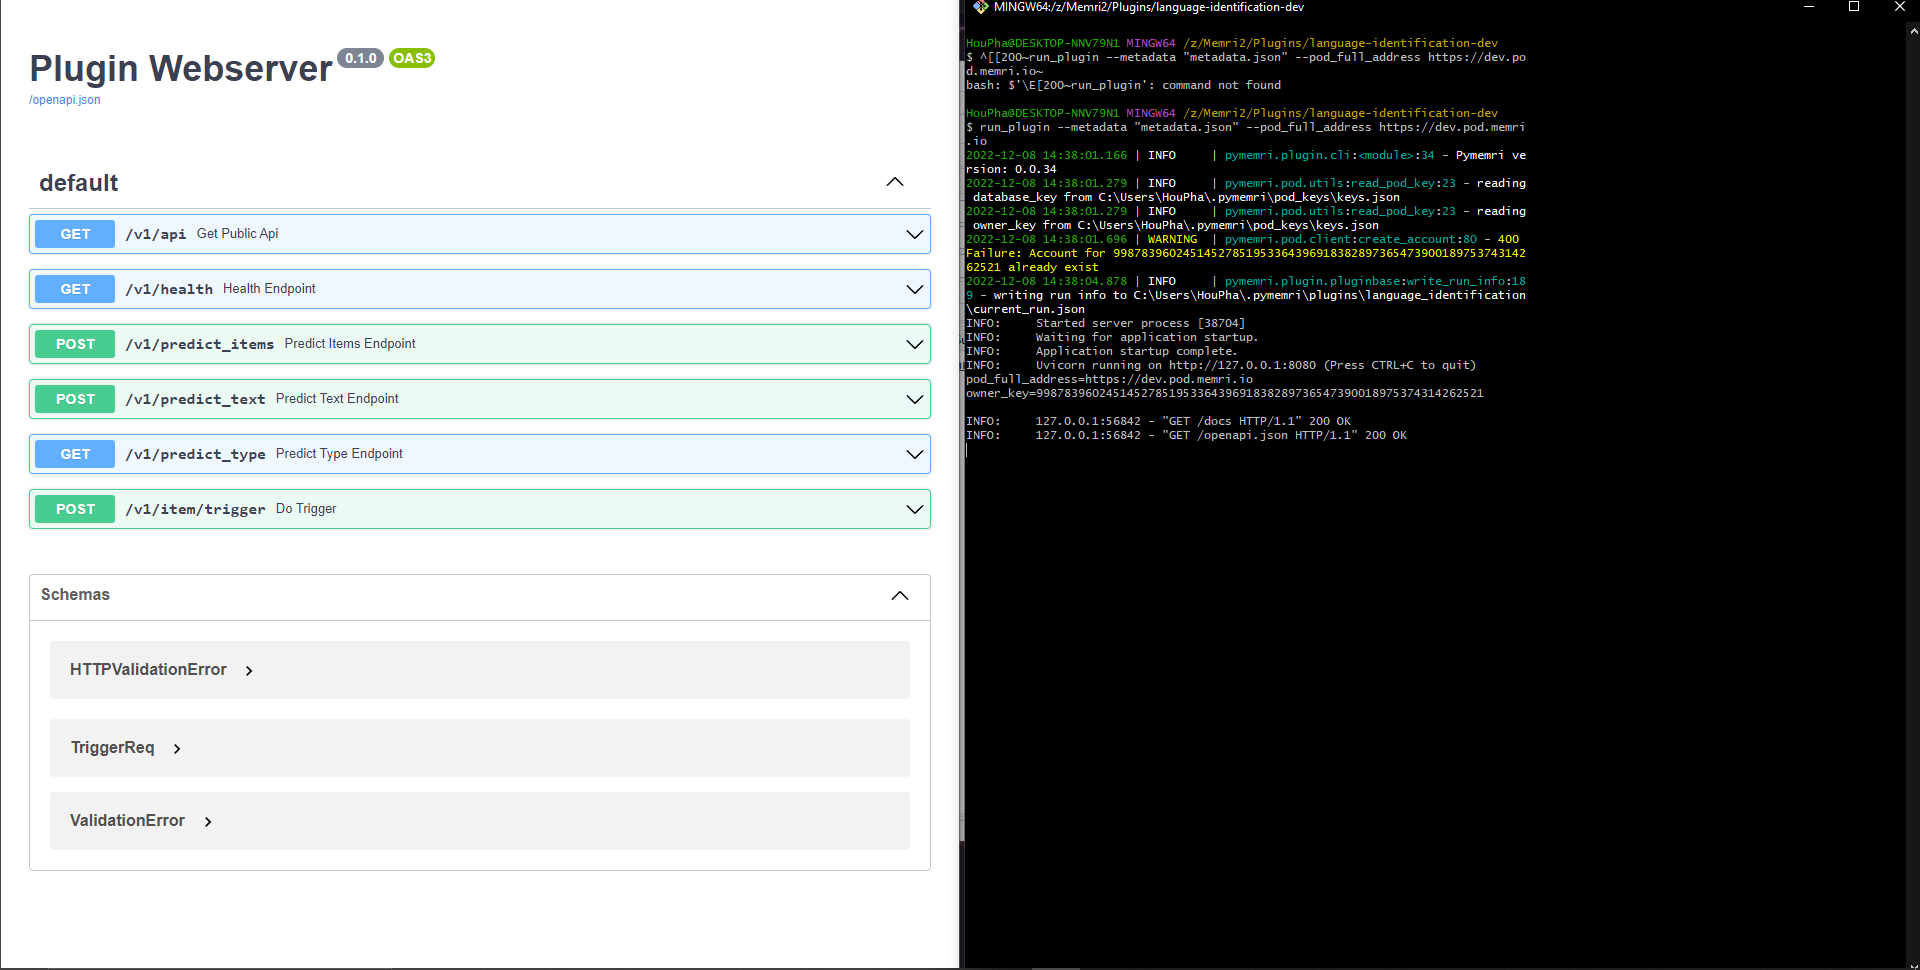 Plugin Webserver 0.1.0 OAS3
/openapi.json
default
GET /v1/api Get Public Api
GET /v1/health Health Endpoint
POST /v1/predict_items Predict Items Endpoint
POST /v1/predict_text Predict Text Endpoint
GET /v1/predict_type Predict Type Endpoint
POST /v1/item/trigger Do Trigger
Schemas
HTTPValidationError
TriggerReq
ValidationError
MINGW64:/z/Memri2/Plugins/language-identification-dev
HouPha@DESKTOP-NNV79N1 MINGW64 /z/Memri2/Plugins/language-identification-dev
$ ^[[200~run_plugin --metadata "metadata.json" --pod_full_address https://dev.po
d.memri.io~
bash: $'\E[200~run_plugin': command not found
HouPha@DESKTOP-NNV79N1 MINGW64 /z/Memri2/Plugins/language-identification-dev
$ run_plugin --metadata "metadata.json" --pod_full_address https://dev.pod.memri
.io
2022-12-08 14:38:01.166 | INFO     | pymemri.plugin.cli:<module>:34 - Pymemri ve
rsion: 0.0.34
2022-12-08 14:38:01.279 | INFO     | pymemri.pod.utils:read_pod_key:23 - reading
database_key from C:\Users\HouPha\.pymemri\pod_keys\keys.json
2022-12-08 14:38:01.279 | INFO     | pymemri.pod.utils:read_pod_key:23 - reading
owner_key from C:\Users\HouPha\.pymemri\pod_keys\keys.json
2022-12-08 14:38:01.696 | WARNING  | pymemri.pod.client:create_account:80 - 400
Failure: Account for 99878396024514527851953364396918382897365473900189753743142
62521 already exist
2022-12-08 14:38:04.878 | INFO     | pymemri.plugin.pluginbase:write_run_info:18
9 - writing run info to C:\Users\HouPha\.pymemri\plugins\language_identification
\current_run.json
INFO:     Started server process [38704]
INFO:     Waiting for application startup.
INFO:     Application startup complete.
INFO:     Uvicorn running on http://127.0.0.1:8080 (Press CTRL+C to quit)
pod_full_address=https://dev.pod.memri.io
owner_key=9987839602451452785195336439691838289736547390018975374314262521
INFO:     127.0.0.1:56842 - "GET /docs HTTP/1.1" 200 OK
INFO:     127.0.0.1:56842 - "GET /openapi.json HTTP/1.1" 200 OK